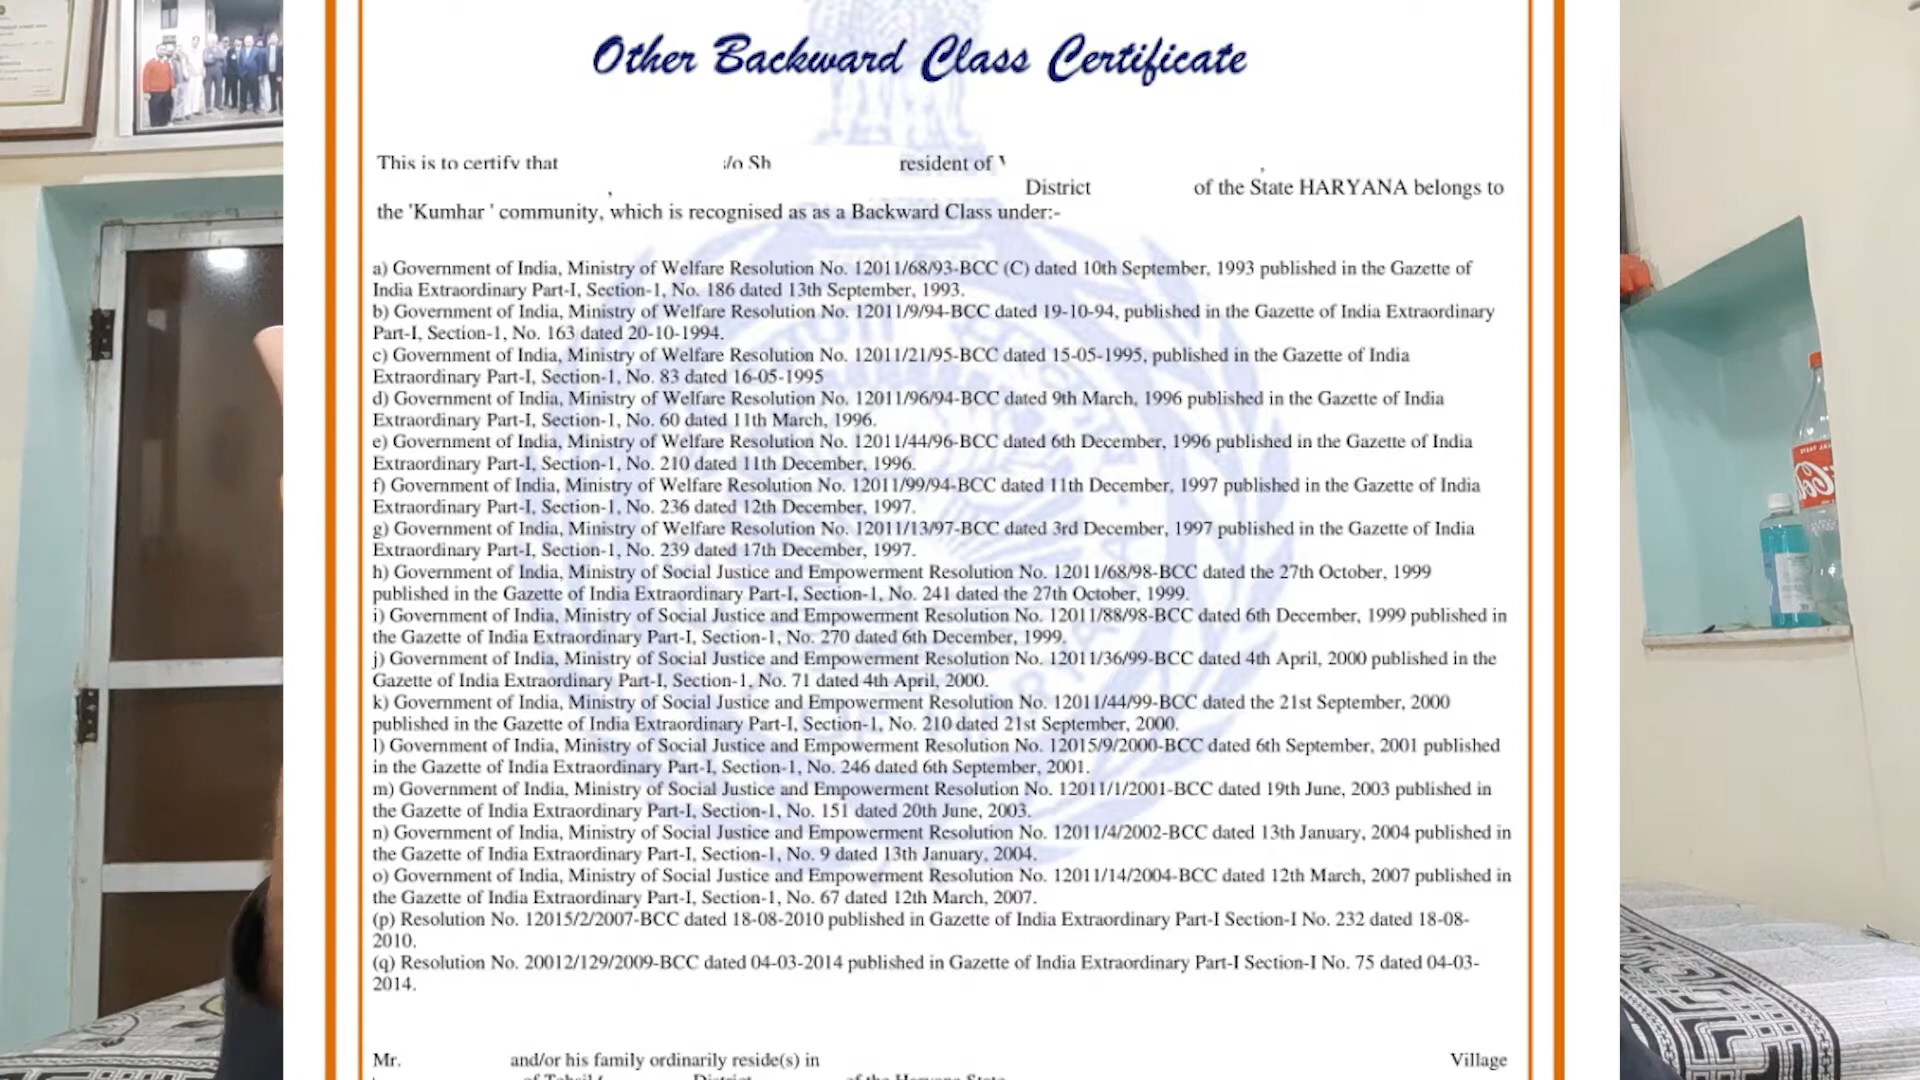 Other Backward Class Certificate
This is to certify that /o Sh resident of
District of the State HARYANA belongs to
the 'Kumhar ' community, which is recognised as as a Backward Class under:-
a) Government of India, Ministry of Welfare Resolution No. 12011/68/93-BCC (C) dated 10th September, 1993 published in the Gazette of
India Extraordinary Part-I, Section-1, No. 186 dated 13th September, 1993.
b) Government of India, Ministry of Welfare Resolution No. 12011/9/94-BCC dated 19-10-94, published in the Gazette of India Extraordinary
Part-I, Section-1, No. 163 dated 20-10-1994.
c) Government of India, Ministry of Welfare Resolution No. 12011/21/95-BCC dated 15-05-1995, published in the Gazette of India
Extraordinary Part-I, Section-1, No. 83 dated 16-05-1995
d) Government of India, Ministry of Welfare Resolution No. 12011/96/94-BCC dated 9th March, 1996 published in the Gazette of India
Extraordinary Part-I, Section-1, No. 60 dated 11th March, 1996.
e) Government of India, Ministry of Welfare Resolution No. 12011/44/96-BCC dated 6th December, 1996 published in the Gazette of India
Extraordinary Part-I, Section-1, No. 210 dated 11th December, 1996.
f) Government of India, Ministry of Welfare Resolution No. 12011/99/94-BCC dated 11th December, 1997 published in the Gazette of India
Extraordinary Part-I, Section-1, No. 236 dated 12th December, 1997.
g) Government of India, Ministry of Welfare Resolution No. 12011/13/97-BCC dated 3rd December, 1997 published in the Gazette of India
Extraordinary Part-I, Section-1, No. 239 dated 17th December, 1997.
h) Government of India, Ministry of Social Justice and Empowerment Resolution No. 12011/68/98-BCC dated the 27th October, 1999
published in the Gazette of India Extraordinary Part-I, Section-1, No. 241 dated the 27th October, 1999.
i) Government of India, Ministry of Social Justice and Empowerment Resolution No. 12011/88/98-BCC dated 6th December, 1999 published in
the Gazette of India Extraordinary Part-I, Section-1, No. 270 dated 6th December, 1999.
j) Government of India, Ministry of Social Justice and Empowerment Resolution No. 12011/36/99-BCC dated 4th April, 2000 published in the
Gazette of India Extraordinary Part-I, Section-1, No. 71 dated 4th April, 2000.
k) Government of India, Ministry of Social Justice and Empowerment Resolution No. 12011/44/99-BCC dated the 21st September, 2000
published in the Gazette of India Extraordinary Part-I, Section-1, No. 210 dated 21st September, 2000.
l) Government of India, Ministry of Social Justice and Empowerment Resolution No. 12015/9/2000-BCC dated 6th September, 2001 published
in the Gazette of India Extraordinary Part-I, Section-1, No. 246 dated 6th September, 2001.
m) Government of India, Ministry of Social Justice and Empowerment Resolution No. 12011/1/2001-BCC dated 19th June, 2003 published in
the Gazette of India Extraordinary Part-I, Section-1, No. 151 dated 20th June, 2003.
n) Government of India, Ministry of Social Justice and Empowerment Resolution No. 12011/4/2002-BCC dated 13th January, 2004 published in
the Gazette of India Extraordinary Part-I, Section-1, No. 9 dated 13th January, 2004.
o) Government of India, Ministry of Social Justice and Empowerment Resolution No. 12011/14/2004-BCC dated 12th March, 2007 published in
the Gazette of India Extraordinary Part-I, Section-1, No. 67 dated 12th March, 2007.
(p) Resolution No. 12015/2/2007-BCC dated 18-08-2010 published in Gazette of India Extraordinary Part-I Section-I No. 232 dated 18-08-
2010.
(q) Resolution No. 20012/129/2009-BCC dated 04-03-2014 published in Gazette of India Extraordinary Part-I Section-I No. 75 dated 04-03-
2014.
Mr. and/or his family ordinarily reside(s) in Village